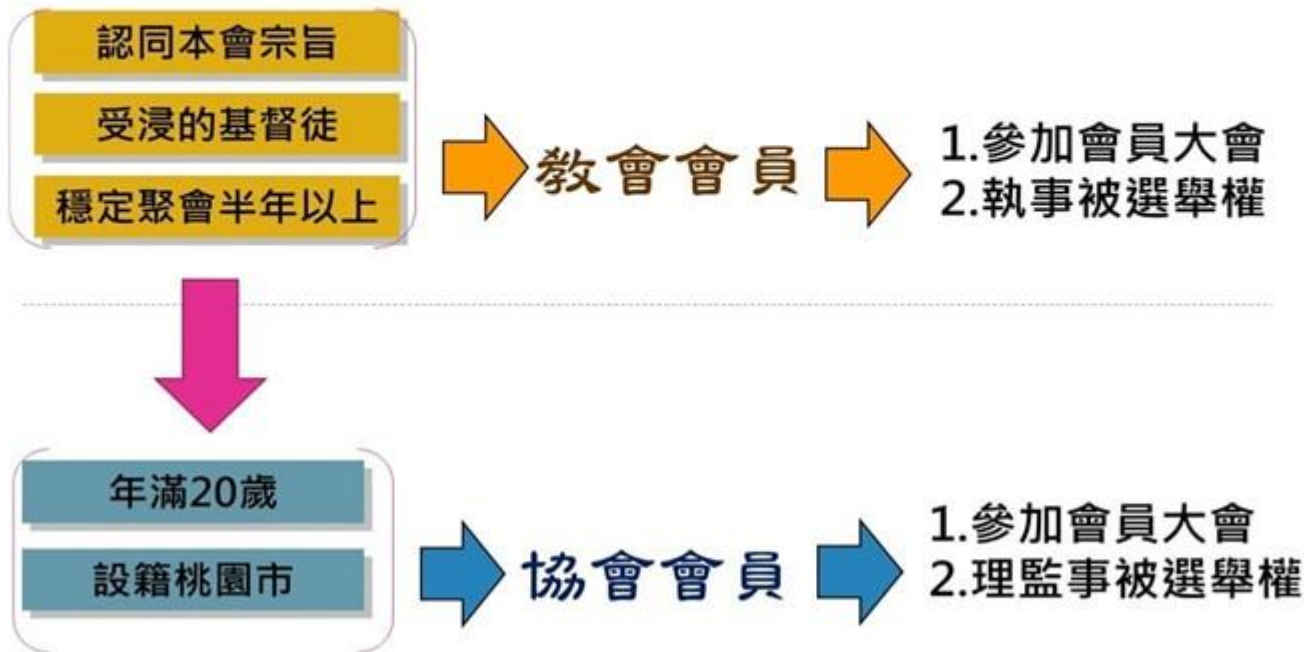 認同本會宗旨
受浸的基督徒
穩定聚會半年以上
教會會員
1.參加會員大會
2.執事被選舉權
年滿20歲
設籍桃園市
協會會員
1.參加會員大會
2.理監事被選舉權